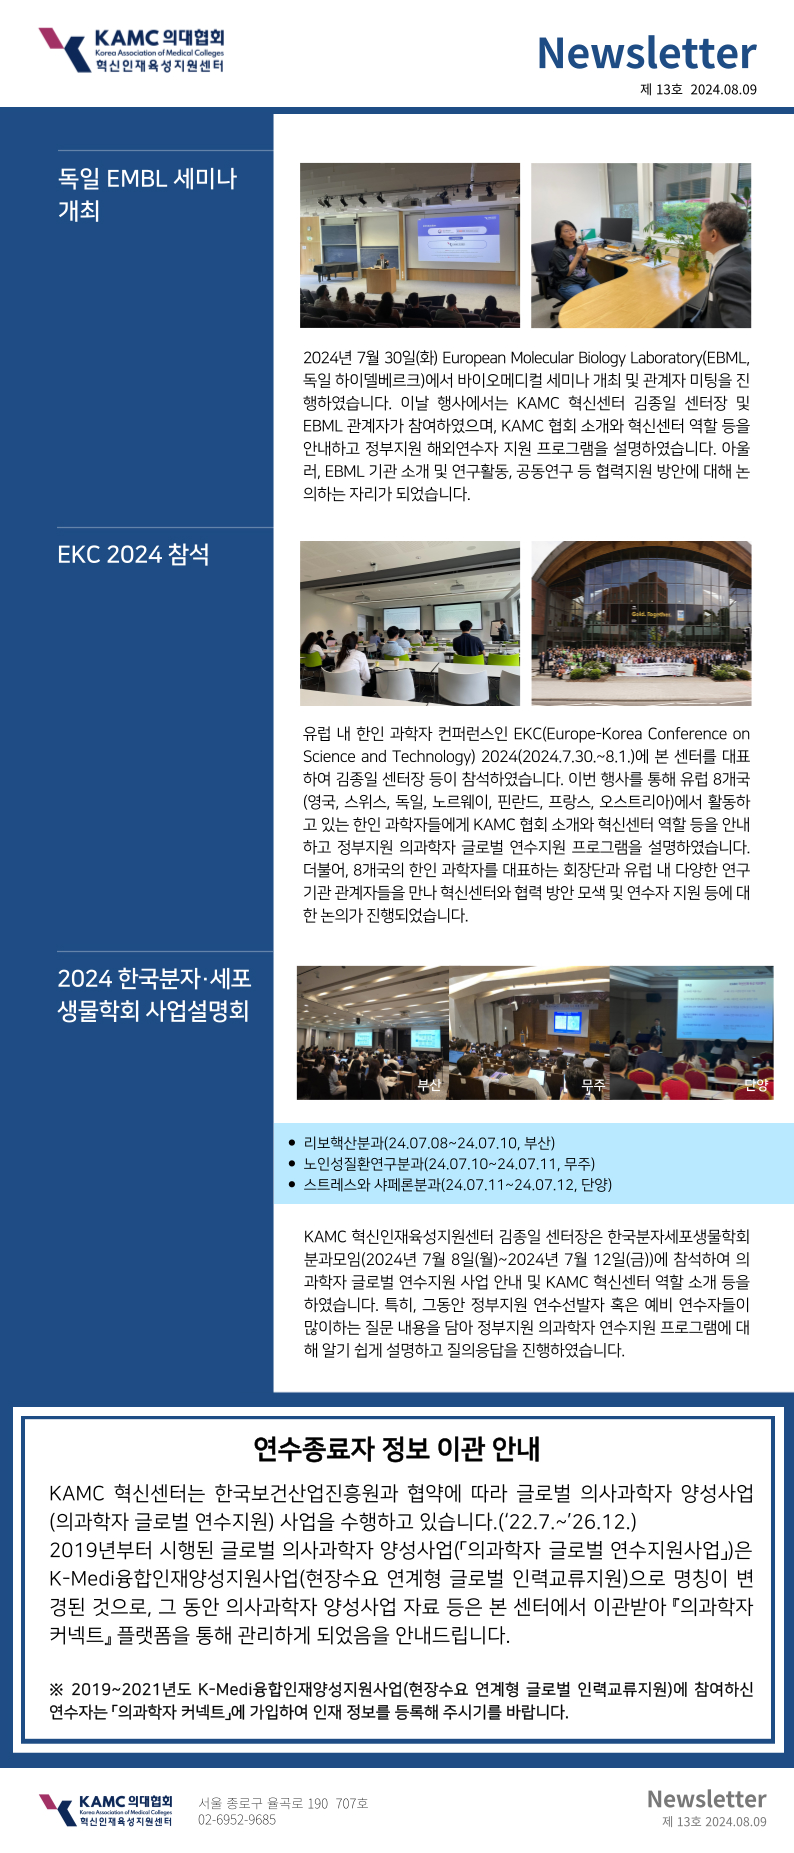 KAMC 의대협회
Korea Association of Medical Colleges
혁신인재육성지원센터
Newsletter
제 13호 2024.08.09
독일 EMBL 세미나
개최
2024년 7월 30일(화) European Molecular Biology Laboratory(EBML,
독일 하이델베르크)에서 바이오메디컬 세미나 개최 및 관계자 미팅을 진
행하였습니다. 이날 행사에서는 KAMC 혁신센터 김종일 센터장 및
EBML 관계자가 참여하였으며, KAMC 협회 소개와 혁신센터 역할 등을
안내하고 정부지원 해외연수자 지원 프로그램을 설명하였습니다. 아울
러, EBML 기관 소개 및 연구활동, 공동연구 등 협력지원 방안에 대해 논
의하는 자리가 되었습니다.
EKC 2024 참석
유럽 내 한인 과학자 컨퍼런스인 EKC(Europe-Korea Conference on
Science and Technology) 2024(2024.7.30.~8.1.)에 본 센터를 대표
하여 김종일 센터장 등이 참석하였습니다. 이번 행사를 통해 유럽 8개국
(영국, 스위스, 독일, 노르웨이, 핀란드, 프랑스, 오스트리아)에서 활동하
고 있는 한인 과학자들에게 KAMC 협회 소개와 혁신센터 역할 등을 안내
하고 정부지원 의과학자 글로벌 연수지원 프로그램을 설명하였습니다.
더불어, 8개국의 한인 과학자를 대표하는 회장단과 유럽 내 다양한 연구
기관 관계자들을 만나 혁신센터와 협력 방안 모색 및 연수자 지원 등에 대
한 논의가 진행되었습니다.
2024 한국분자·세포
생물학회 사업설명회
부산
무주
단양
• 리보핵산분과(24.07.08~24.07.10, 부산)
• 노인성질환연구분과(24.07.10~24.07.11, 무주)
• 스트레스와 샤페론분과(24.07.11~24.07.12, 단양)
KAMC 혁신인재육성지원센터 김종일 센터장은 한국분자세포생물학회
분과모임(2024년 7월 8일(월)~2024년 7월 12일(금))에 참석하여 의
과학자 글로벌 연수지원 사업 안내 및 KAMC 혁신센터 역할 소개 등을
하였습니다. 특히, 그동안 정부지원 연수선발자 혹은 예비 연수자들이
많이하는 질문 내용을 담아 정부지원 의과학자 연수지원 프로그램에 대
해 알기 쉽게 설명하고 질의응답을 진행하였습니다.
연수종료자 정보 이관 안내
KAMC 혁신센터는 한국보건산업진흥원과 협약에 따라 글로벌 의사과학자 양성사업
(의과학자 글로벌 연수지원) 사업을 수행하고 있습니다.('22.7.~'26.12.)
2019년부터 시행된 글로벌 의사과학자 양성사업(「의과학자 글로벌 연수지원사업」)은
K-Medi융합인재양성지원사업(현장수요 연계형 글로벌 인력교류지원)으로 명칭이 변
경된 것으로, 그 동안 의사과학자 양성사업 자료 등은 본 센터에서 이관받아 『의과학자
커넥트』 플랫폼을 통해 관리하게 되었음을 안내드립니다.
※ 2019~2021년도 K-Medi융합인재양성지원사업(현장수요 연계형 글로벌 인력교류지원)에 참여하신
연수자는 「의과학자 커넥트」에 가입하여 인재 정보를 등록해 주시기를 바랍니다.
KAMC 의대협회
Korea Association of Medical Colleges
혁신인재육성지원센터
서울 종로구 율곡로 190 707호
02-6952-9685
Newsletter
제 13호 2024.08.09